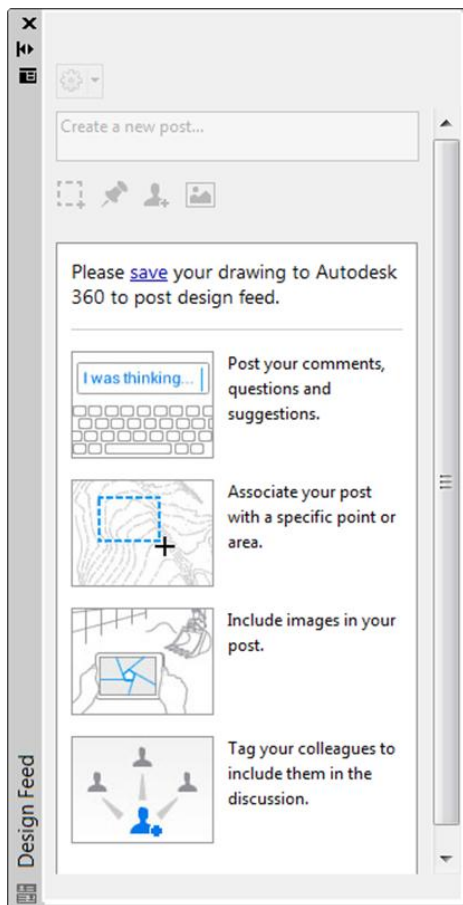 Create a new post...
Please save your drawing to Autodesk
360 to post design feed.
I was thinking...
Post your comments,
questions and
suggestions.
Associate your post
with a specific point or
area.
Include images in your
post.
Tag your colleagues to
include them in the
discussion.
Design Feed